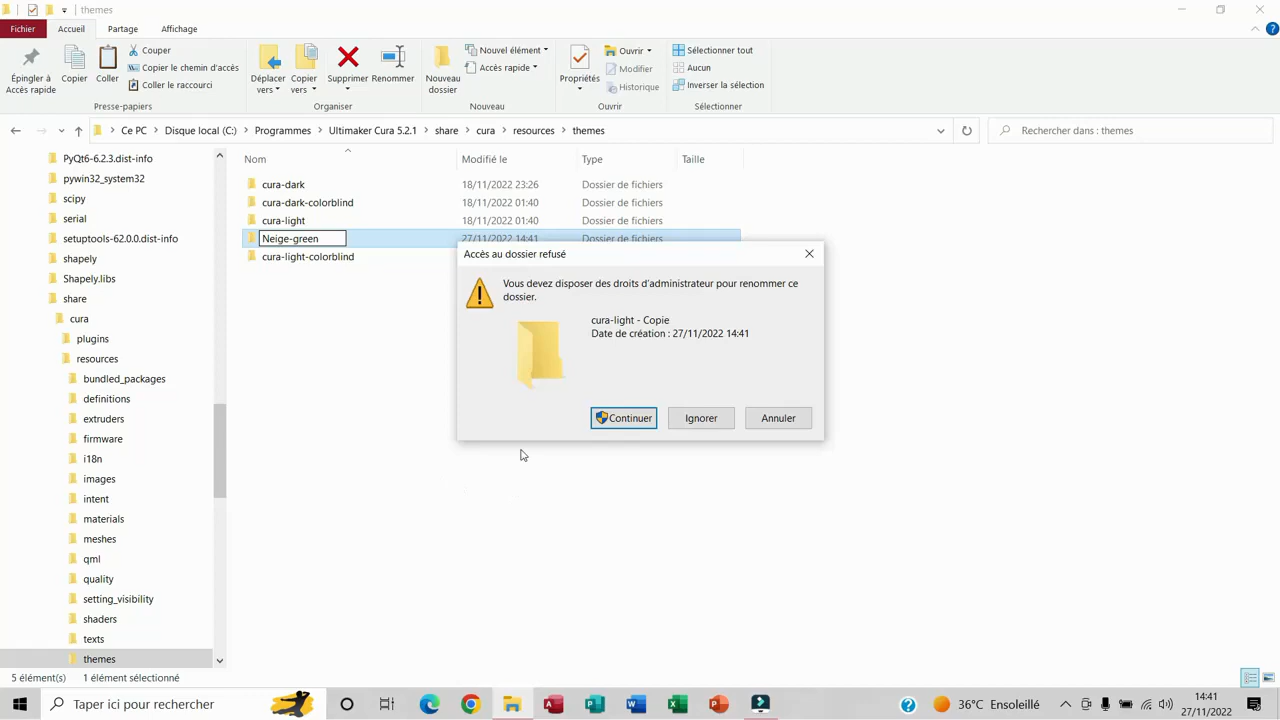 themes
Fichier
Accueil
Partage
Affichage
Épingler à
Accès rapide
Copier
Coller
Couper
Copier le chemin d'accès
Coller le raccourci
Presse-papiers
Déplacer
vers
Copier
vers
Supprimer
Renommer
Organiser
Nouveau
dossier
Nouvel élément
Accès rapide
Nouveau
Propriétés
Ouvrir
Modifier
Historique
Ouvrir
Sélectionner tout
Aucun
Inverser la sélection
Sélectionner
Ce PC > Disque local (C:) > Programmes > Ultimaker Cura 5.2.1 > share > cura > resources > themes
Rechercher dans : themes
PyQt6-6.2.3.dist-info
pywin32_system32
scipy
serial
setuptools-62.0.0.dist-info
shapely
Shapely.libs
share
cura
plugins
resources
bundled_packages
definitions
extruders
firmware
i18n
images
intent
materials
meshes
qml
quality
setting_visibility
shaders
texts
themes
Nom Modifié le Type Taille
cura-dark 18/11/2022 23:26 Dossier de fichiers
cura-dark-colorblind 18/11/2022 01:40 Dossier de fichiers
cura-light 18/11/2022 01:40 Dossier de fichiers
Neige-green 27/11/2022 14:41 Dossier de fichiers
cura-light-colorblind
Accès au dossier refusé
Vous devez disposer des droits d'administrateur pour renommer ce
dossier.
cura-light - Copie
Date de création : 27/11/2022 14:41
Continuer Ignorer Annuler
5 élément(s) 1 élément sélectionné
Taper ici pour rechercher
36°C Ensoleillé
14:41
27/11/2022